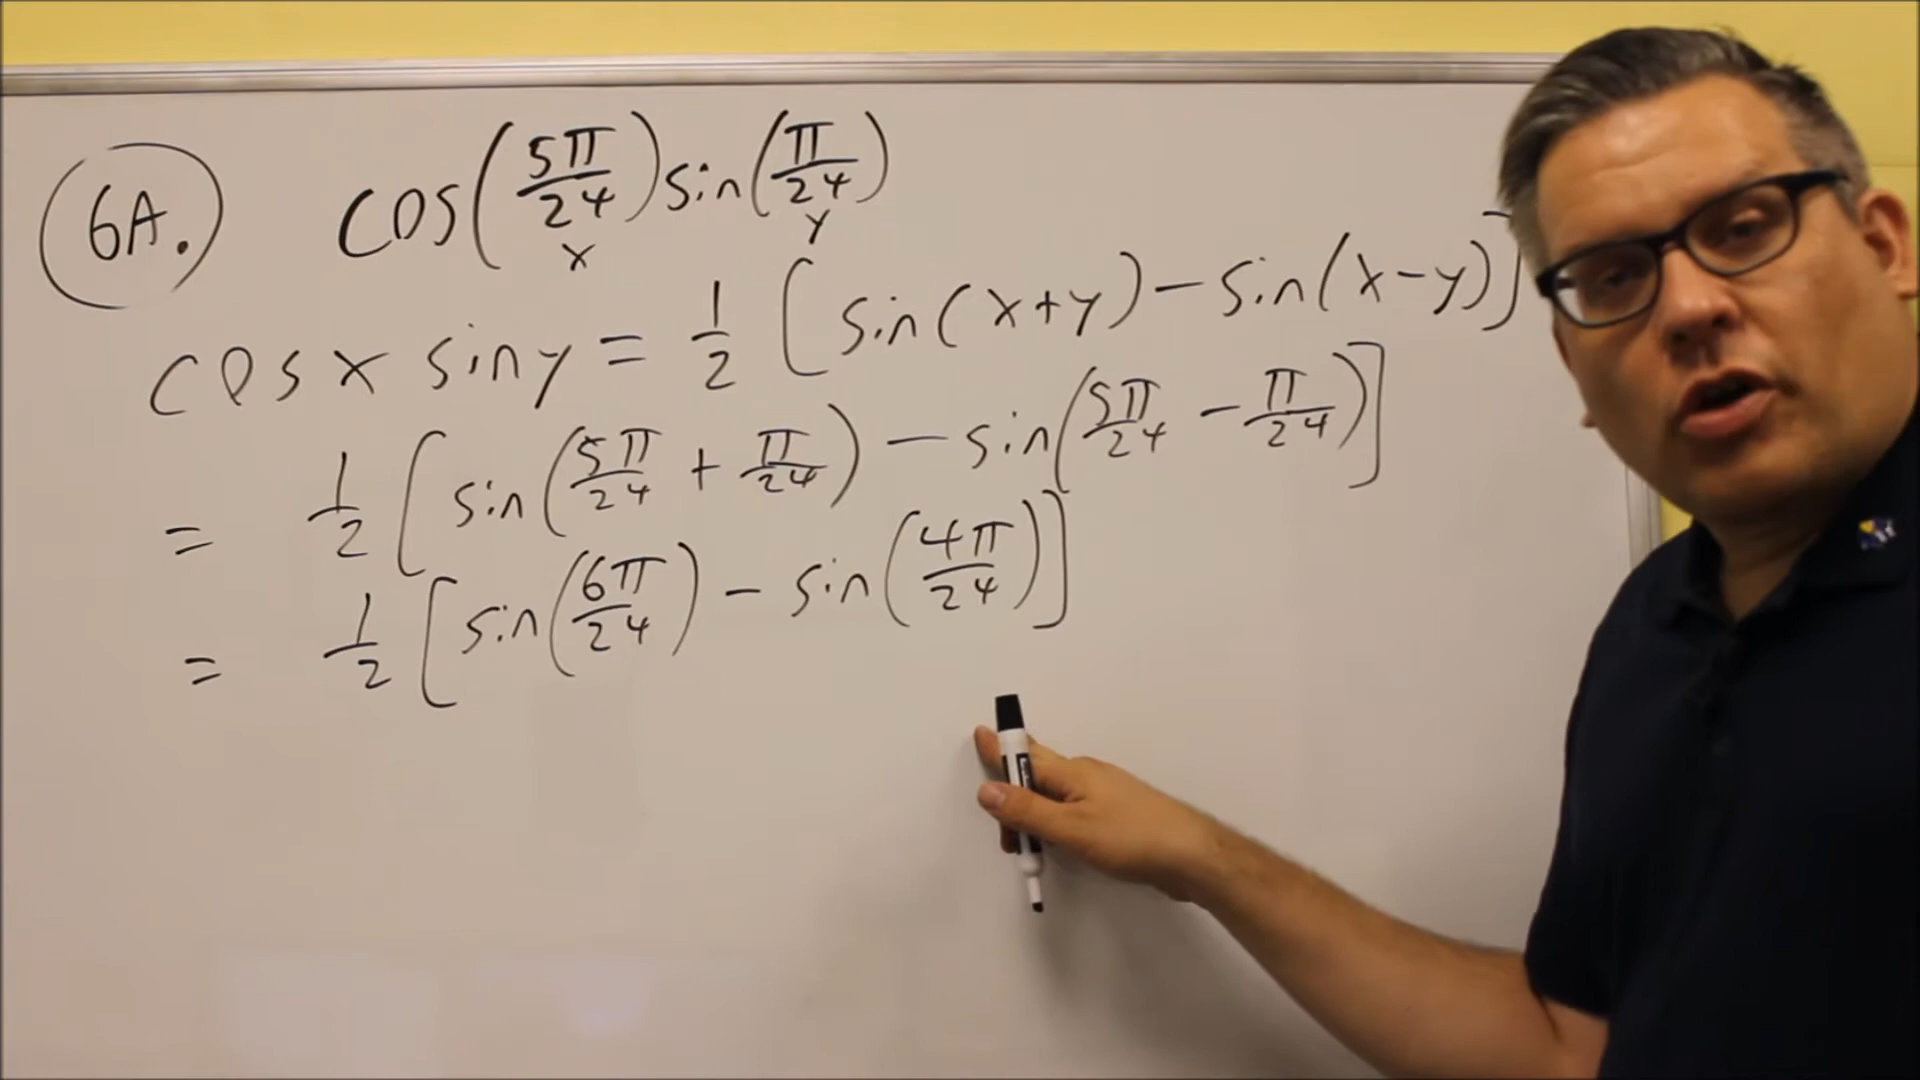 6A. cos(5π/24)sin(π/24)
x y
cos x sin y = 1/2 [sin(x+y) - sin(x-y)]
= 1/2 [sin(5π/24 + π/24) - sin(5π/24 - π/24)]
= 1/2 [sin(6π/24) - sin(4π/24)]